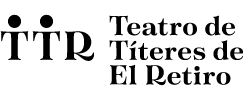 TTR
Teatro de
Títeres de
El Retiro